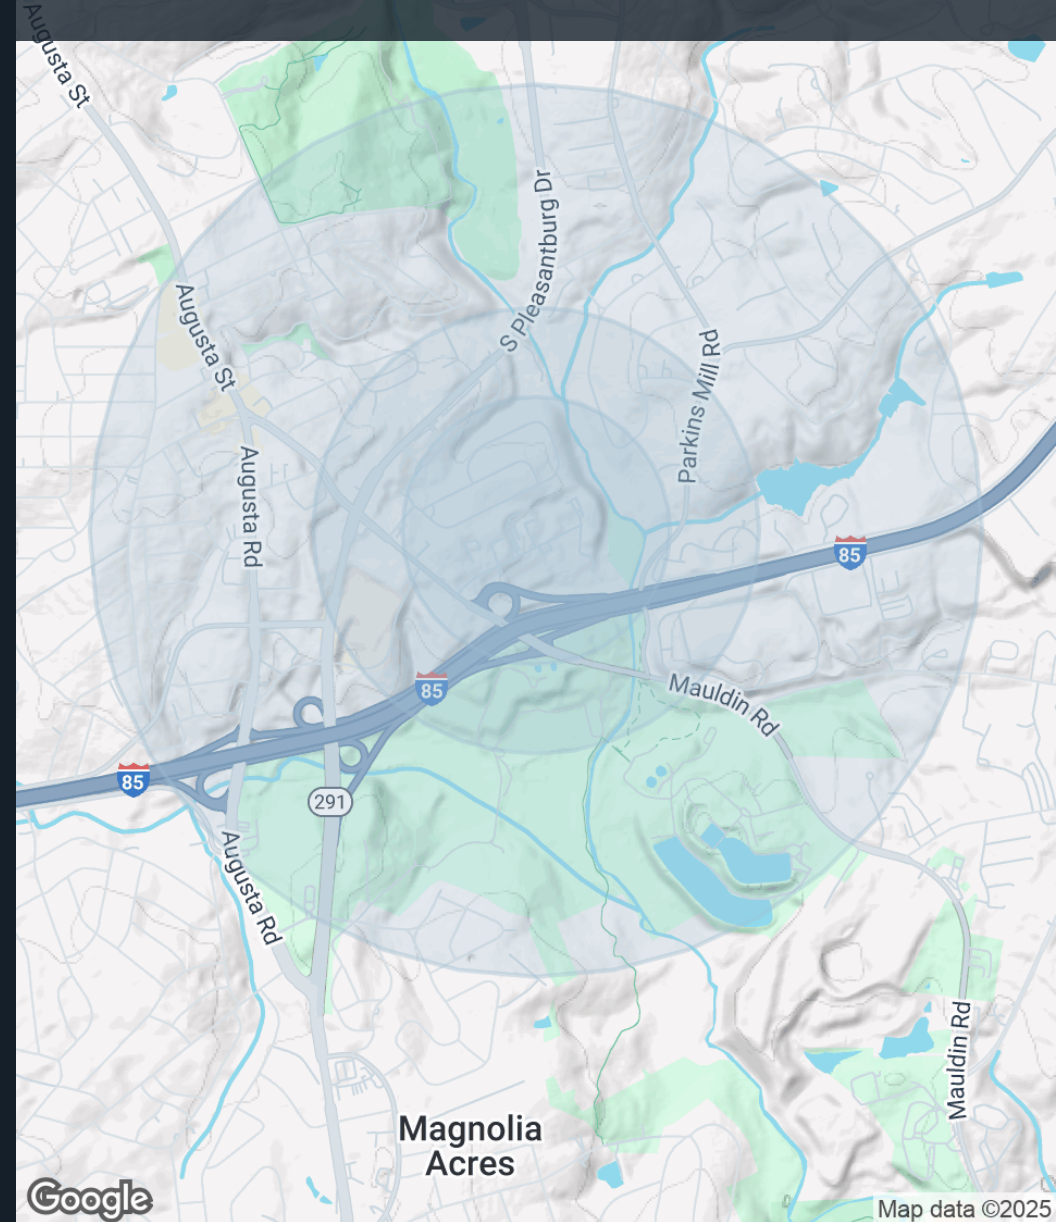 Augusta St
S Pleasantburg Dr
Augusta St
Parkins Mill Rd
Augusta Rd
85
85
Mauldin Rd
85
291
Augusta Rd
Mauldin Rd
Magnolia
Acres
Google
Map data ©2025